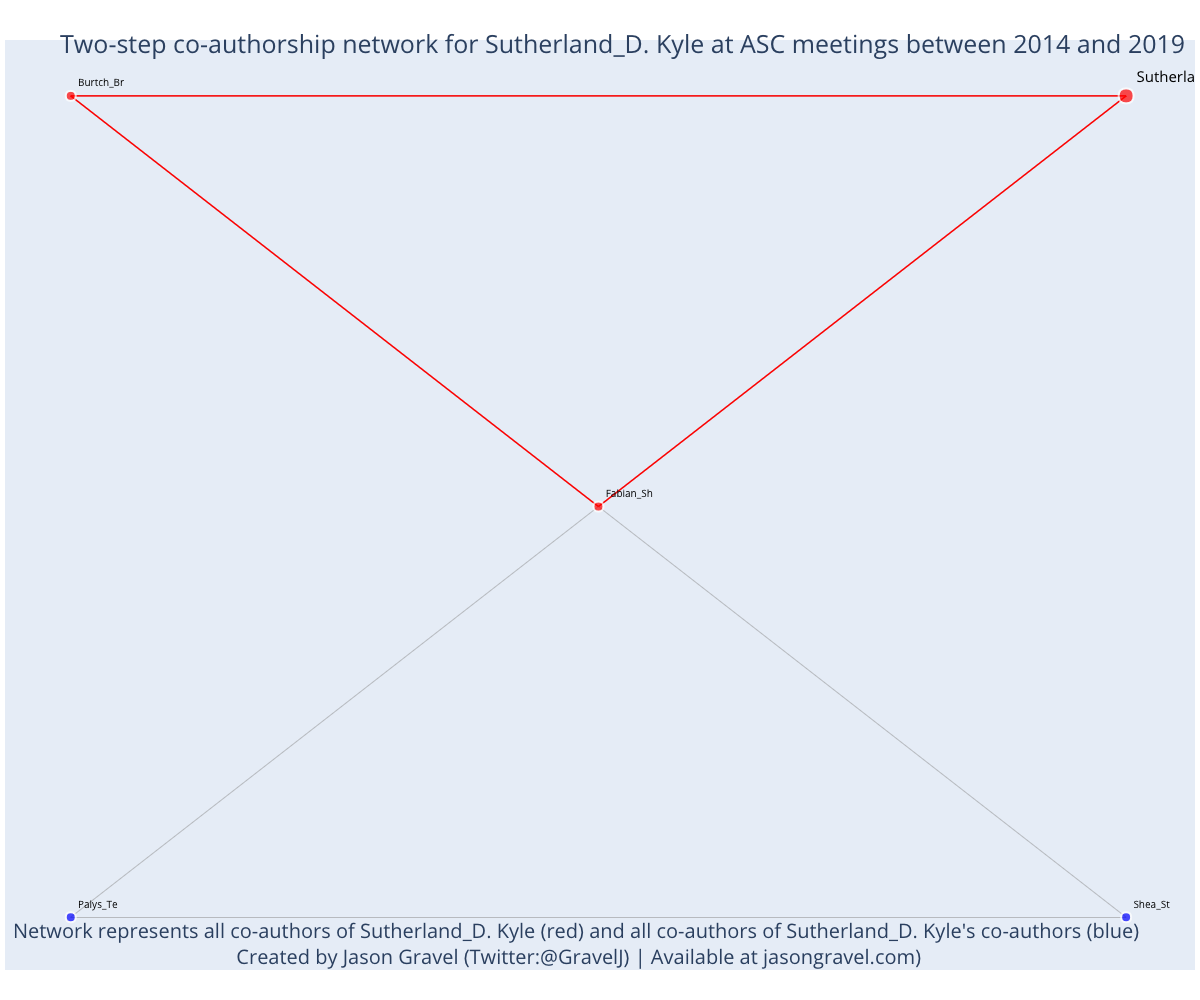 Two-step co-authorship network for Sutherland_D. Kyle at ASC meetings between 2014 and 2019
Burtch_Br
Sutherla
Fabian_Sh
Palys_Te
Shea_St
Network represents all co-authors of Sutherland_D. Kyle (red) and all co-authors of Sutherland_D. Kyle's co-authors (blue)
Created by Jason Gravel (Twitter:@GravelJ) | Available at jasongravel.com)